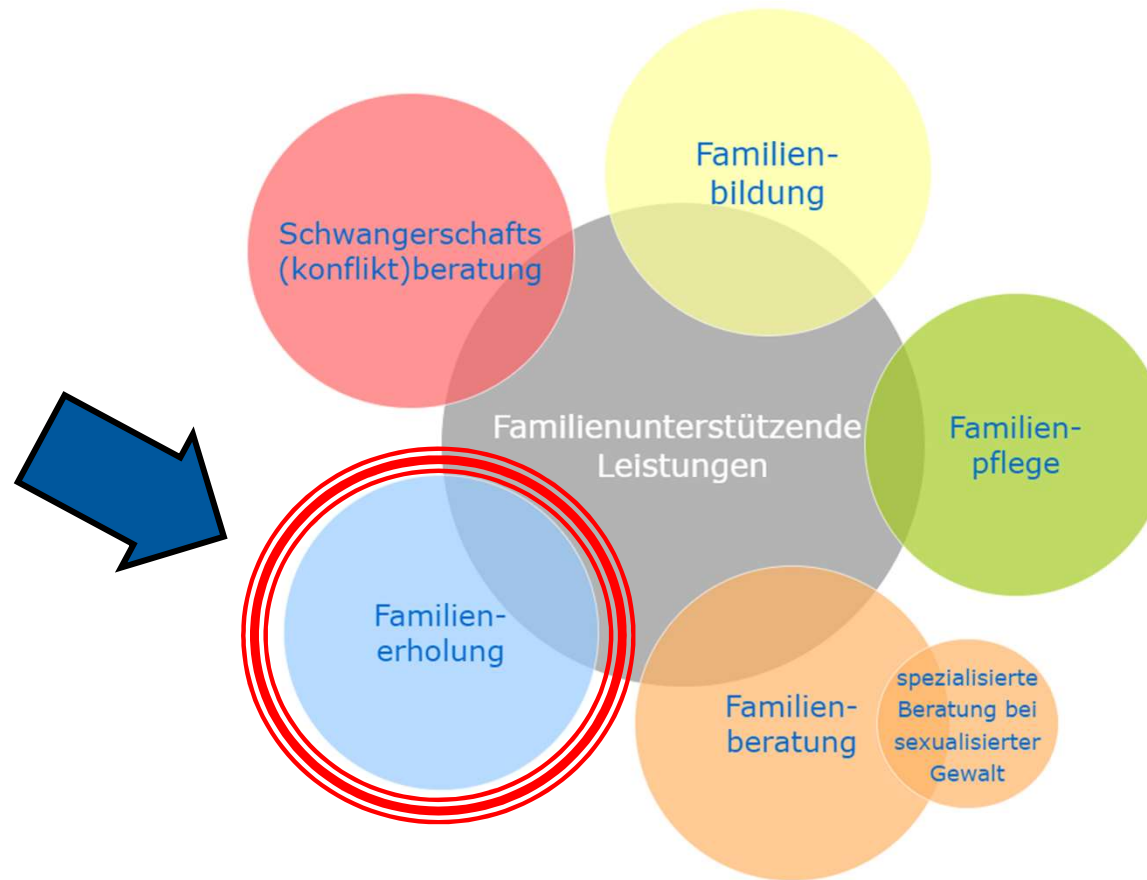 Familien-
bildung
Schwangerschafts
(konflikt)beratung
Familienunterstützende
Leistungen
Familien-
pflege
Familien-
erholung
Familien-
beratung
spezialisierte
Beratung bei
sexualisierter
Gewalt